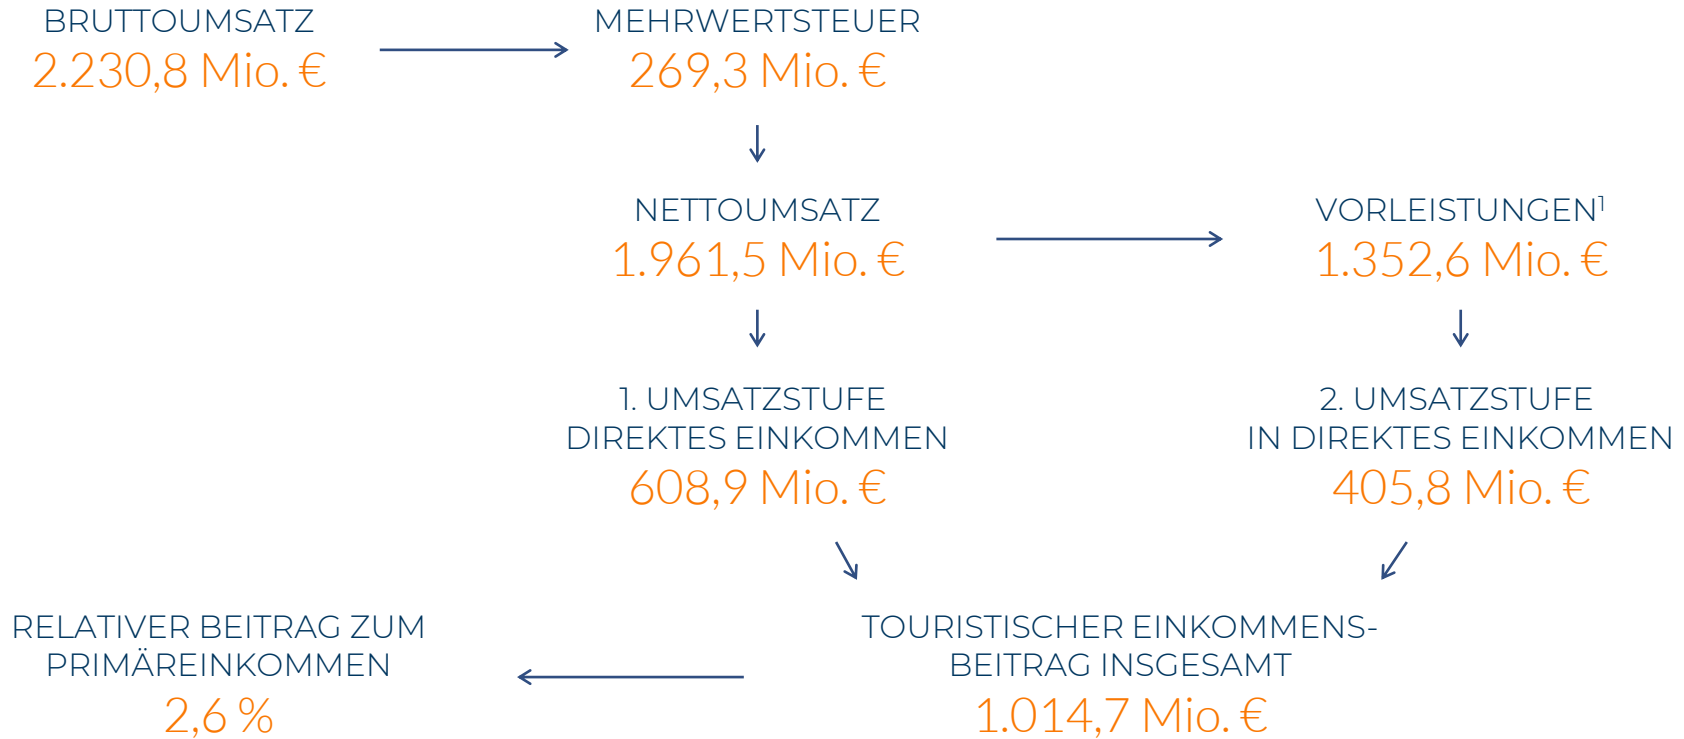 BRUTTOUMSATZ
2.230,8 Mio. €
MEHRWERTSTEUER
269,3 Mio. €
NETTOUMSATZ
1.961,5 Mio. €
VORLEISTUNGEN¹
1.352,6 Mio. €
1. UMSATZSTUFE
DIREKTES EINKOMMEN
608,9 Mio. €
2. UMSATZSTUFE
IN DIREKTES EINKOMMEN
405,8 Mio. €
RELATIVER BEITRAG ZUM
PRIMÄREINKOMMEN
2,6 %
TOURISTISCHER EINKOMMENS-
BEITRAG INSGESAMT
1.014,7 Mio. €